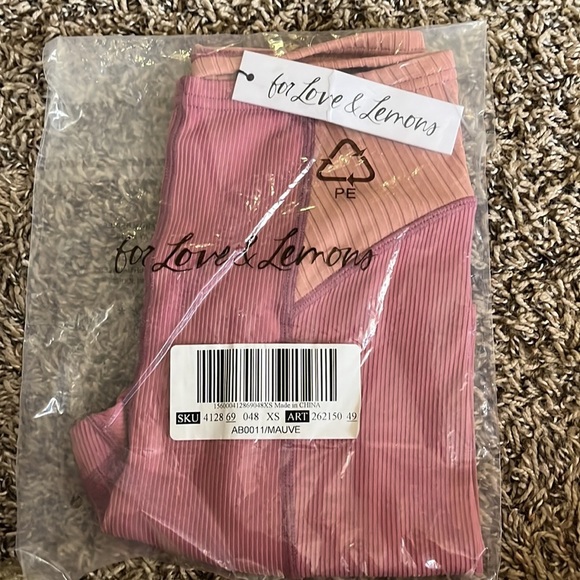 for Love & Lemons
PE
for Love & Lemons
156000412869048XS Made in CHINA
SKU 4128 69 048 XS ART 262150 49
AB0011/MAUVE